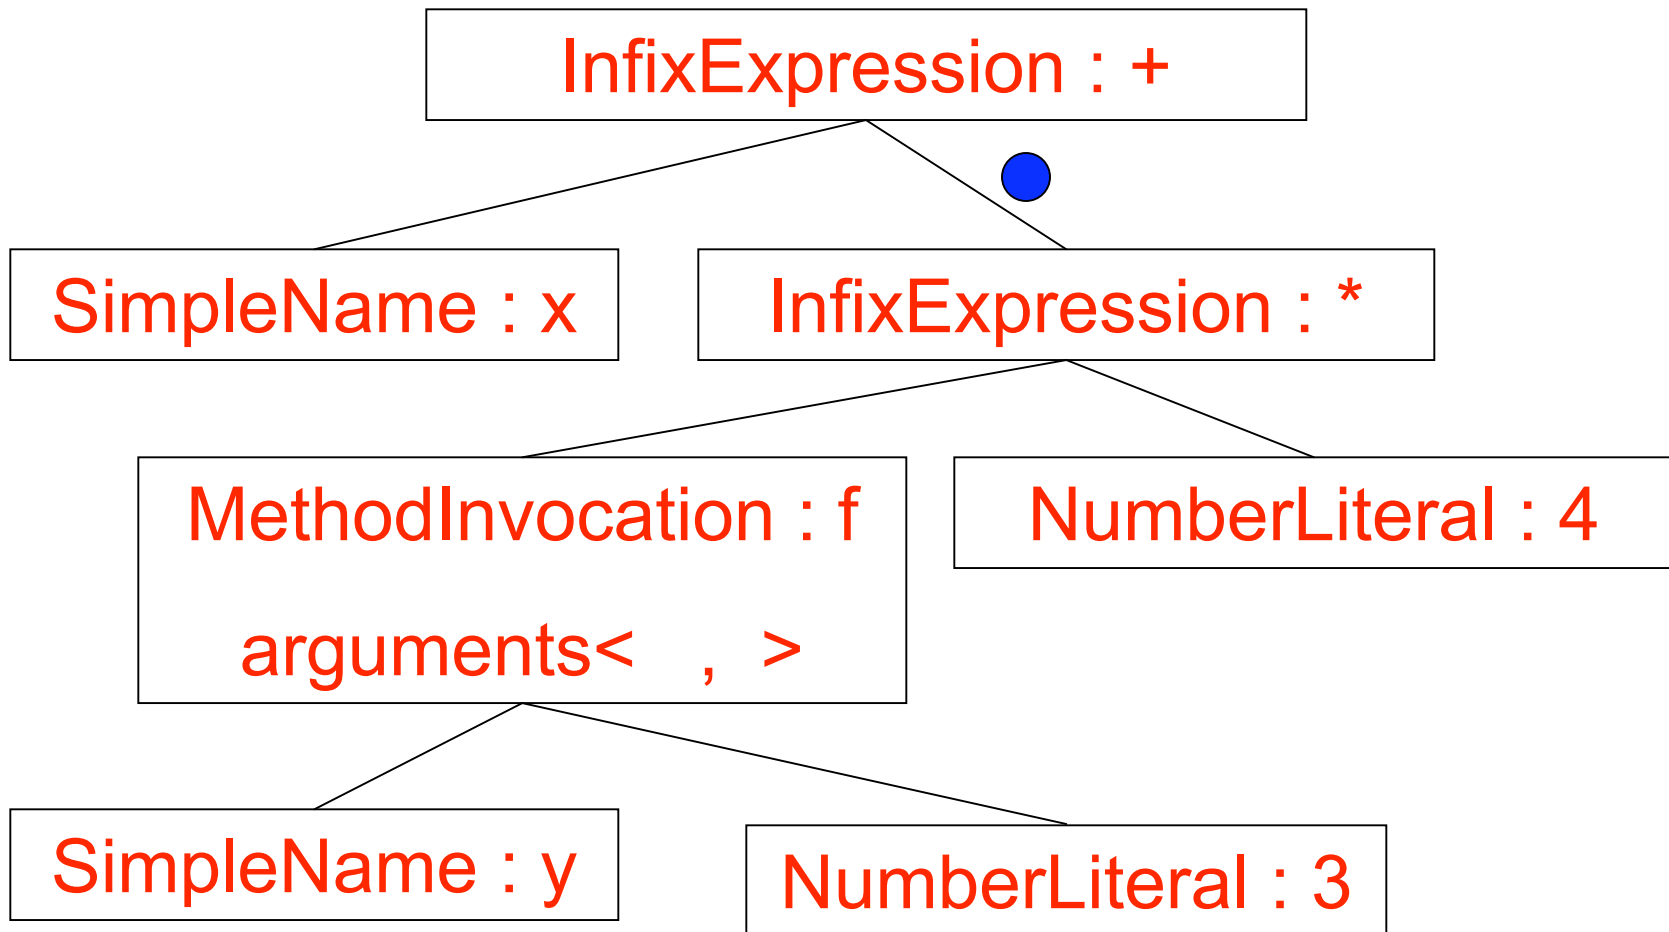 InfixExpression : +
SimpleName : x
InfixExpression : *
MethodInvocation : f
arguments<   ,  >
NumberLiteral : 4
SimpleName : y
NumberLiteral : 3